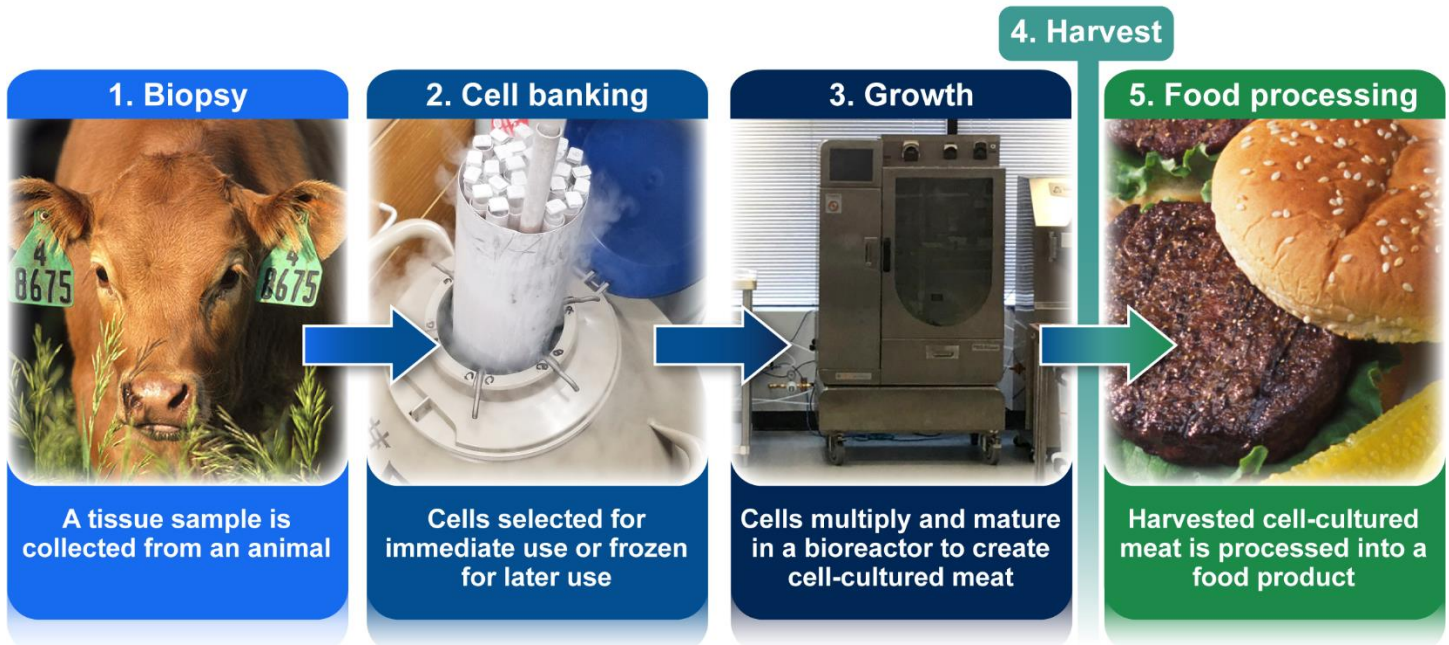 4. Harvest
1. Biopsy
2. Cell banking
3. Growth
5. Food processing
4
8675
4
8675
A tissue sample is
collected from an animal
Cells selected for
immediate use or frozen
for later use
Cells multiply and mature
in a bioreactor to create
cell-cultured meat
Harvested cell-cultured
meat is processed into a
food product